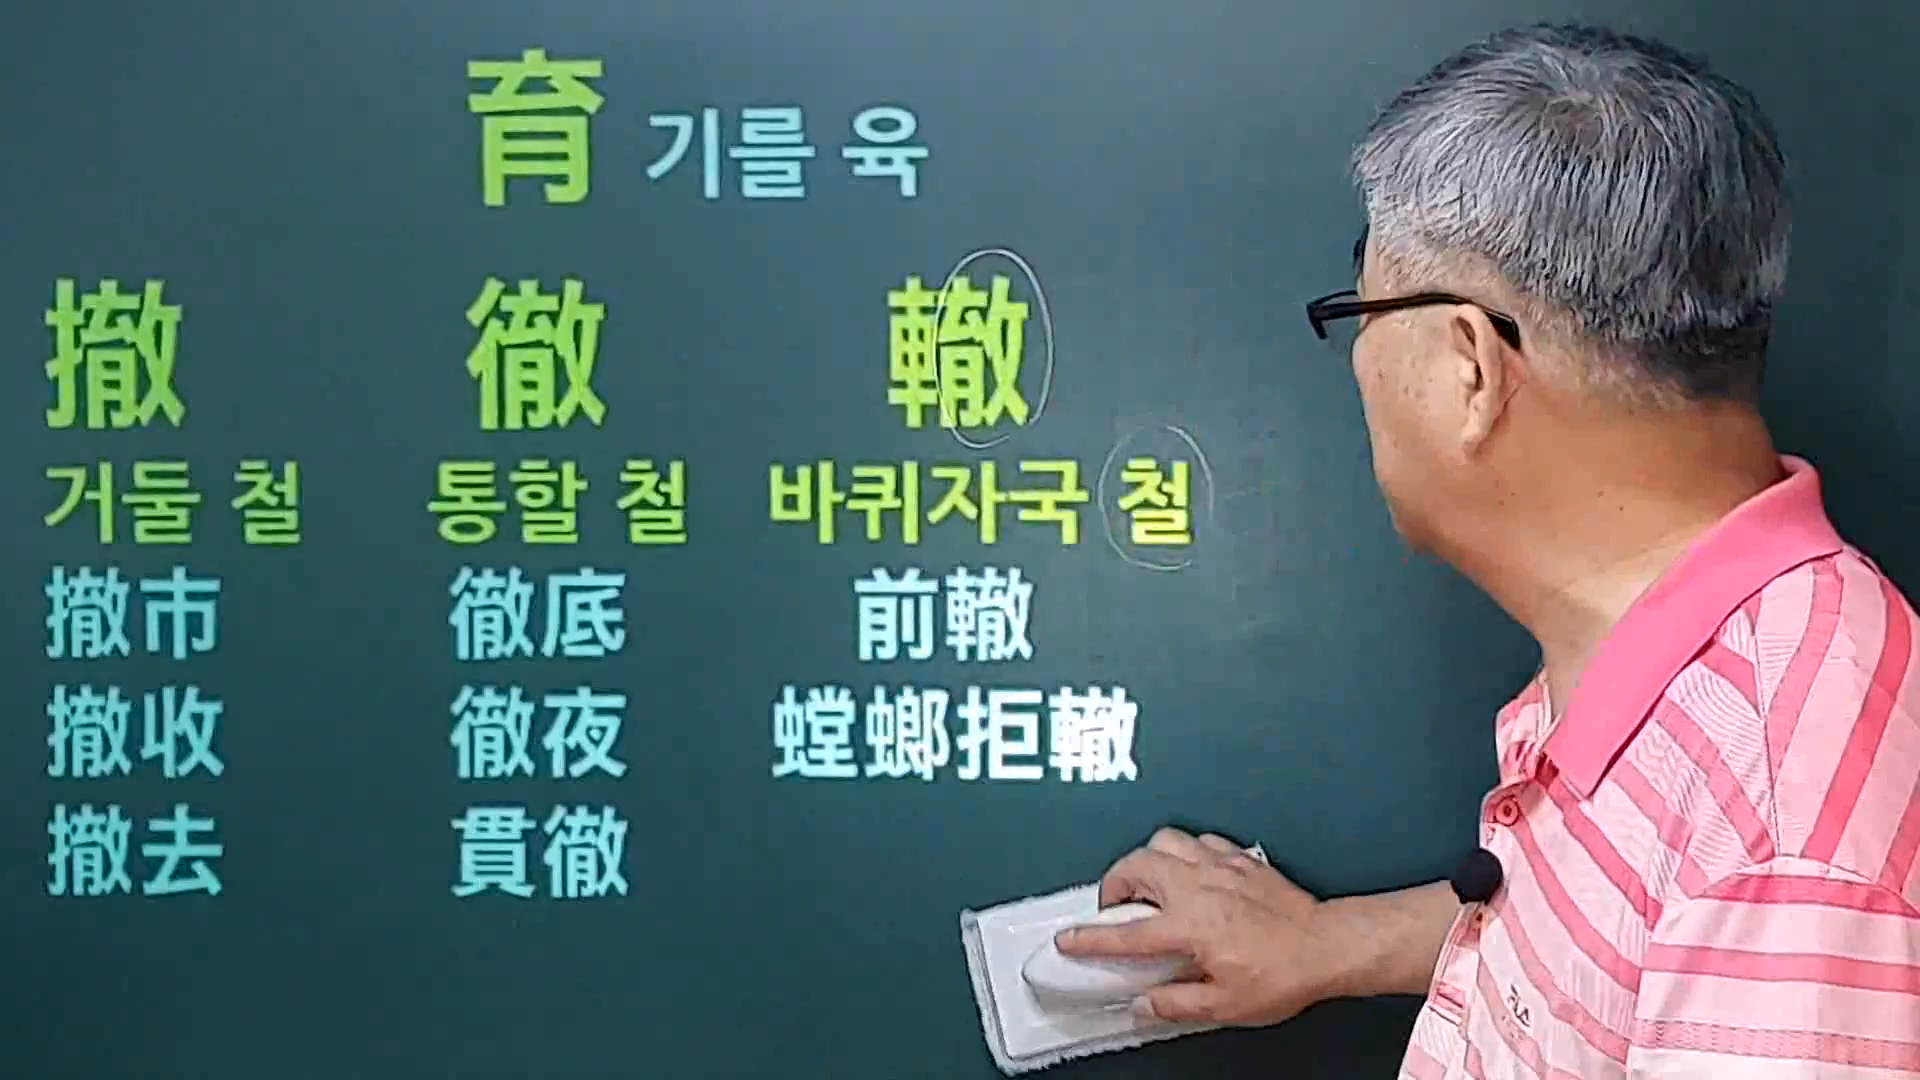 育 기를 육
撤 徹 轍
거둘 철 통할 철 바퀴자국 철
撤市 徹底 前轍
撤收 徹夜 螳螂拒轍
撤去 貫徹
FILA